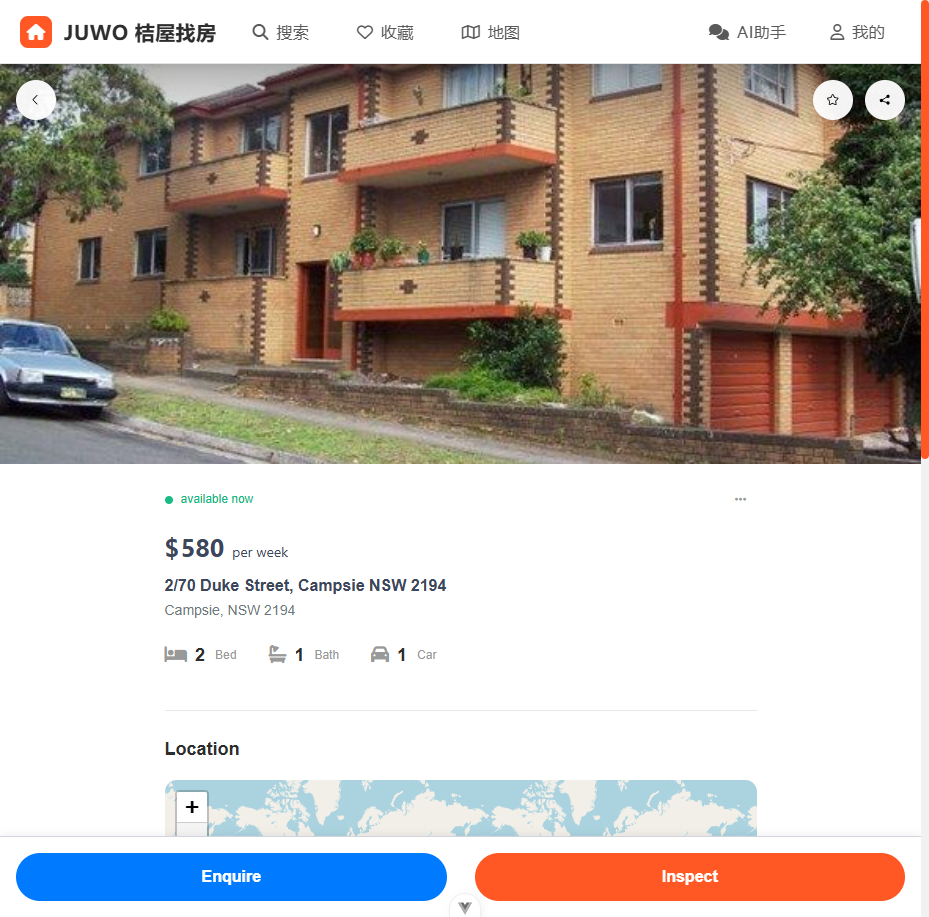 JUWO 桔屋找房
搜索
收藏
地图
AI助手
我的
available now
$580 per week
2/70 Duke Street, Campsie NSW 2194
Campsie, NSW 2194
2 Bed
1 Bath
1 Car
Location
+
Enquire
Inspect